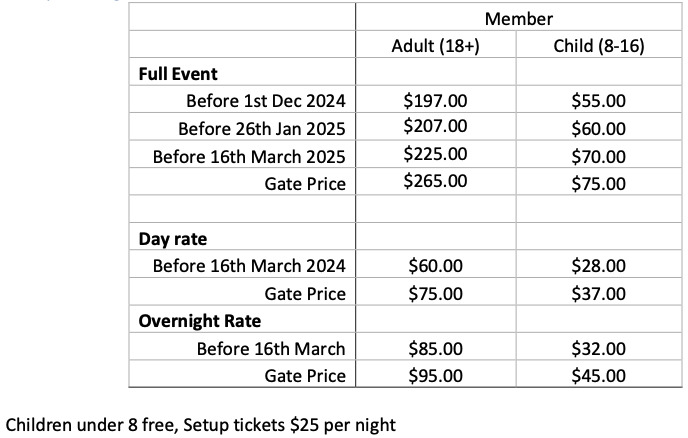 Member
Adult (18+) Child (8-16)
Full Event
Before 1st Dec 2024 $197.00 $55.00
Before 26th Jan 2025 $207.00 $60.00
Before 16th March 2025 $225.00 $70.00
Gate Price $265.00 $75.00
Day rate
Before 16th March 2024 $60.00 $28.00
Gate Price $75.00 $37.00
Overnight Rate
Before 16th March $85.00 $32.00
Gate Price $95.00 $45.00
Children under 8 free, Setup tickets $25 per night